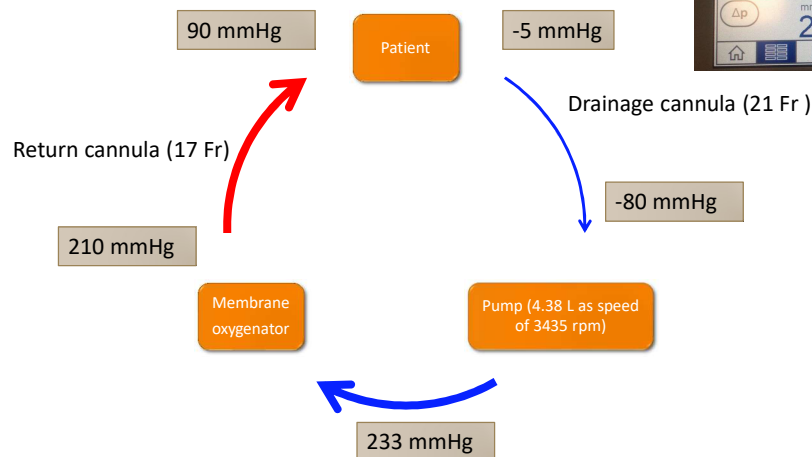 90 mmHg
Patient
-5 mmHg
Δp
Drainage cannula (21 Fr )
Return cannula (17 Fr)
-80 mmHg
210 mmHg
Membrane
oxygenator
Pump (4.38 L as speed
of 3435 rpm)
233 mmHg